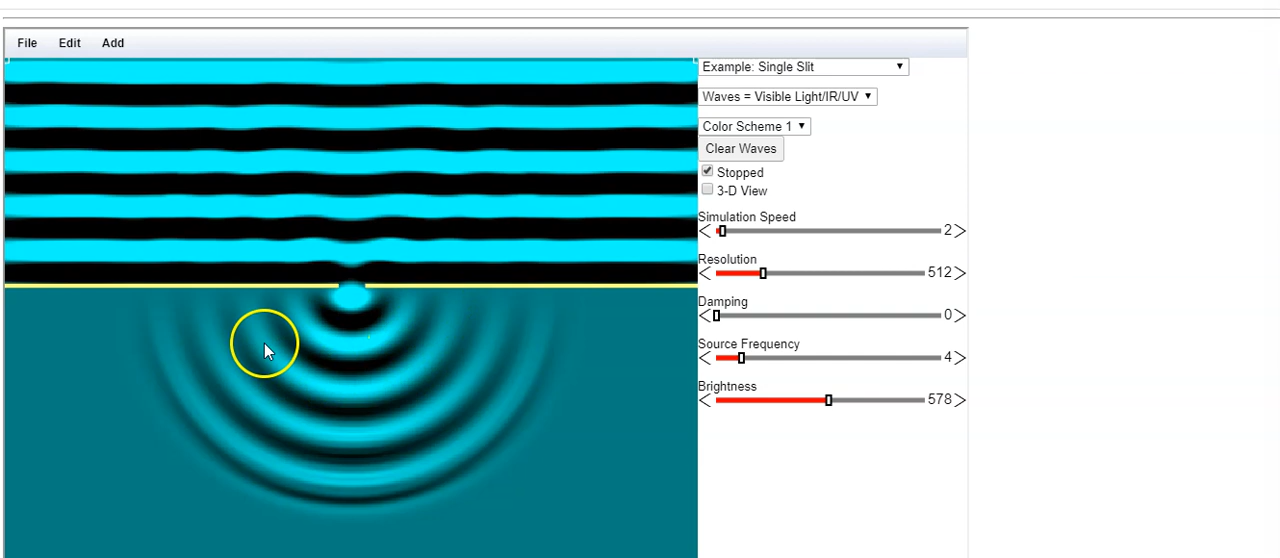 File Edit Add
Example: Single Slit
Waves = Visible Light/IR/UV
Color Scheme 1
Clear Waves
Stopped
3-D View
Simulation Speed
2
Resolution
512
Damping
0
Source Frequency
4
Brightness
578